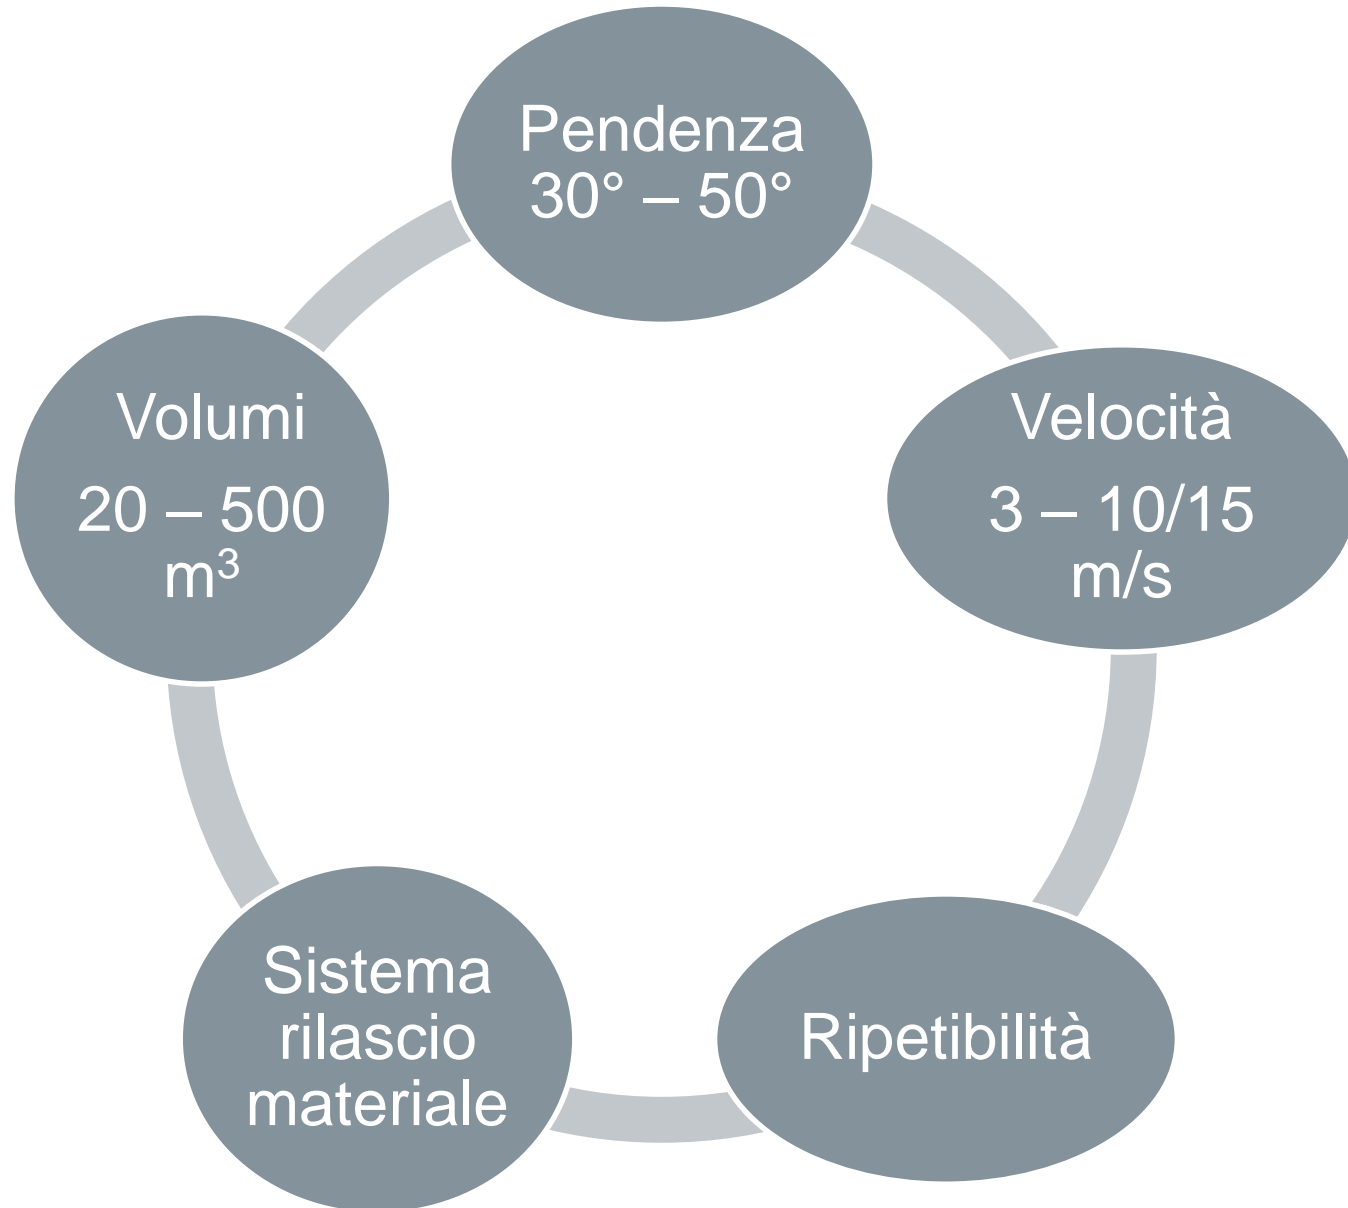 Pendenza
30° – 50°
Velocità
3 – 10/15
m/s
Ripetibilità
Sistema
rilascio
materiale
Volumi
20 – 500
m³